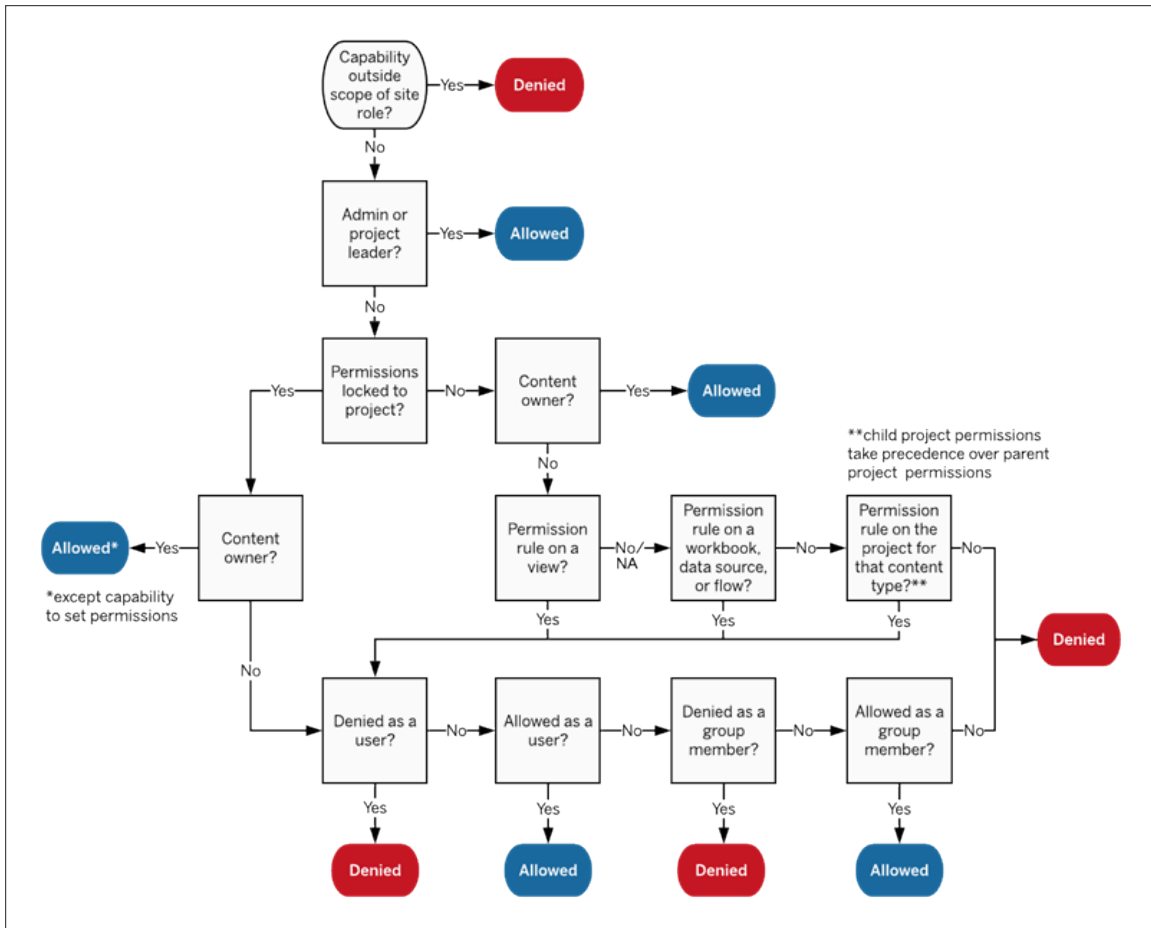 Capability
outside
scope of site
role?
Yes
Denied
No
Admin or
project
leader?
Yes
Allowed
No
Permissions
locked to
project?
Yes
No
Content
owner?
Yes
Allowed
No
**child project permissions
take precedence over parent
project permissions
Content
owner?
Yes
Allowed*
*except capability
to set permissions
No
Permission
rule on a
view?
No/
NA
Yes
Permission
rule on a
workbook,
data source,
or flow?
No
Yes
Permission
rule on the
project for
that content
type?**
No
Yes
Denied
Denied as a
user?
No
Allowed as a
user?
No
Denied as a
group
member?
No
Allowed as a
group
member?
No
Yes
Yes
Yes
Yes
Denied
Allowed
Denied
Allowed